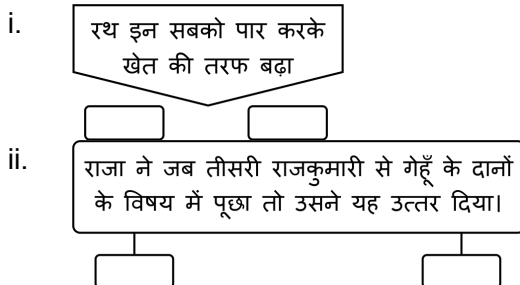 i.
रथ इन सबको पार करके
खेत की तरफ बढ़ा
ii.
राजा ने जब तीसरी राजकुमारी से गेहूँ के दानों
के विषय में पूछा तो उसने यह उत्तर दिया।